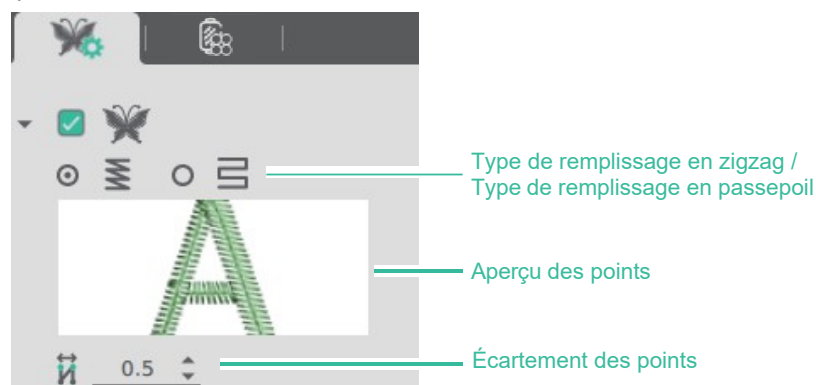 Type de remplissage en zigzag /
Type de remplissage en passepoil
A
Aperçu des points
0.5
Écartement des points